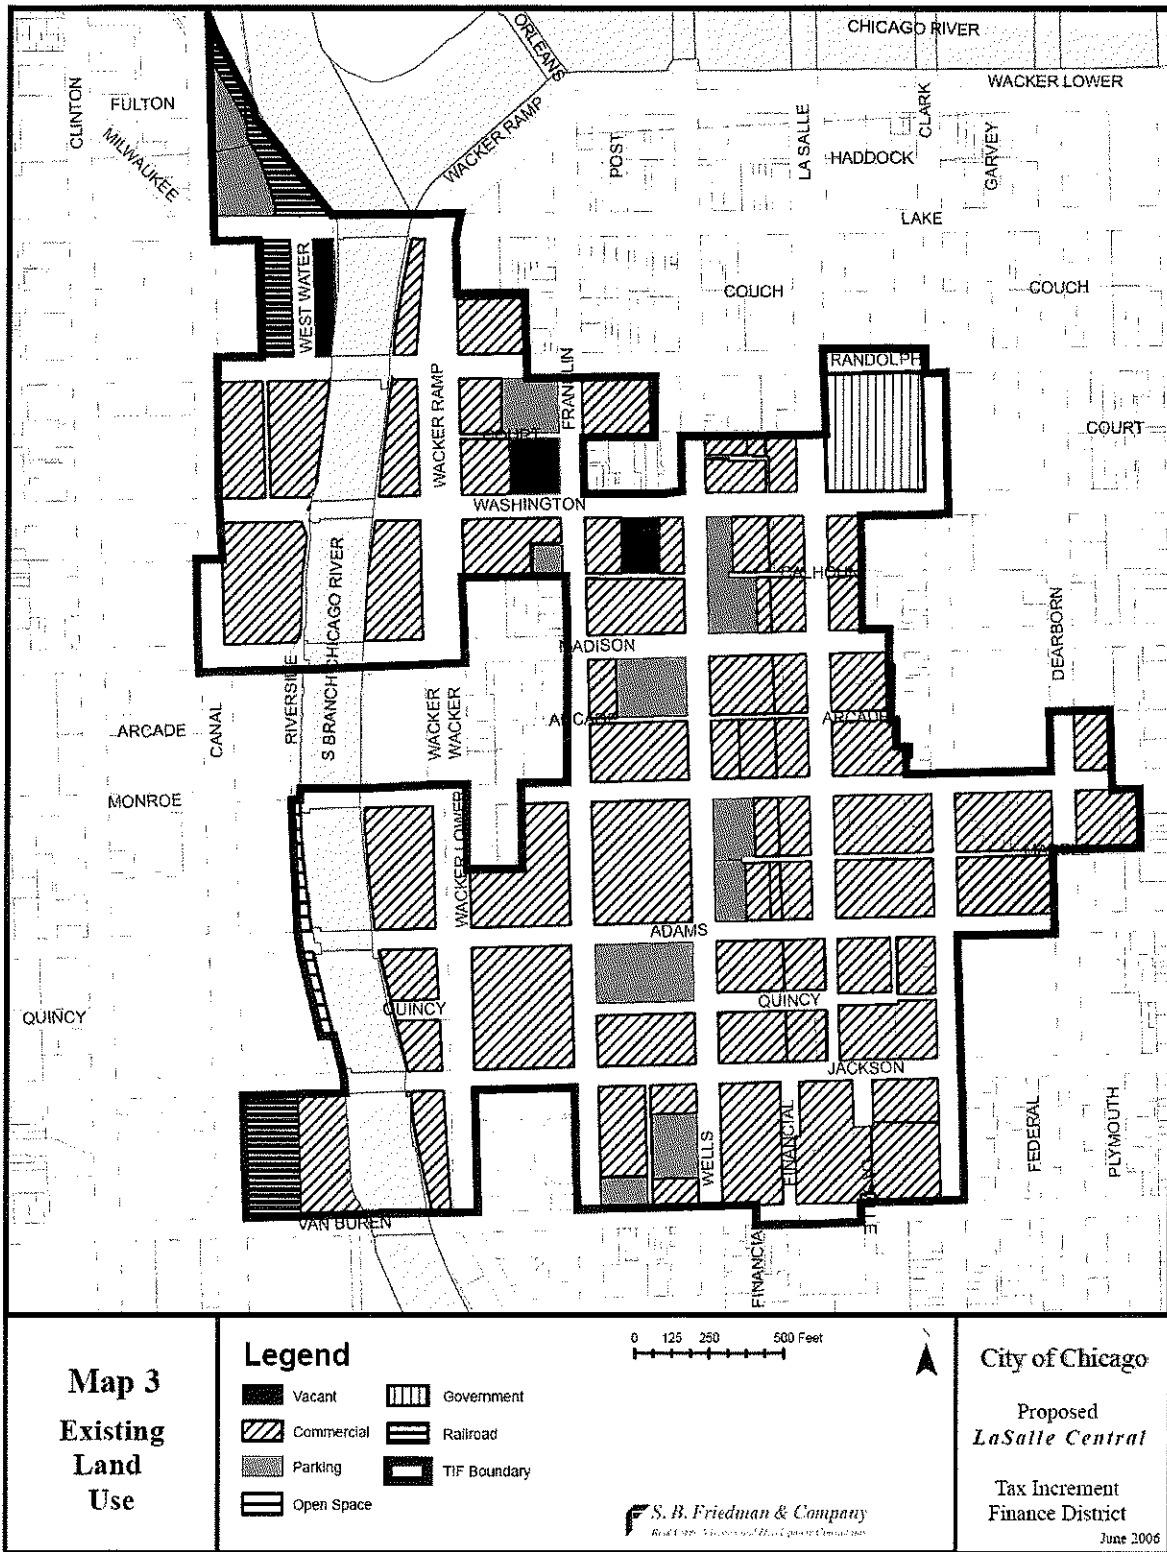 CHICAGO RIVER
ORLEANS
WACKER LOWER
CLINTON
FULTON
MILWAUKEE
WACKER RAMP
POST
LA SALLE
CLARK
HADDOCK
GARVEY
LAKE
WEST WATER
COUCH
COUCH
RANDOLPH
FRANKLIN
WACKER RAMP
COURT
COURT
WASHINGTON
S BRANCH CHICAGO RIVER
CALHOUN
DEARBORN
MADISON
RIVERSIDE
ARCADE
CANAL
WACKER
WACKER
ARCADE
ARCADE
MONROE
WACKER LOWER
ADAMS
QUINCY
QUINCY
QUINCY
JACKSON
WELLS
FINANCIAL
FEDERAL
PLYMOUTH
VAN BUREN
Map 3
Existing
Land
Use
Legend
Vacant
Commercial
Parking
Open Space
Government
Railroad
TIF Boundary
0 125 250 500 Feet
S. B. Friedman & Company
City of Chicago
Proposed
LaSalle Central
Tax Increment
Finance District
June 2006